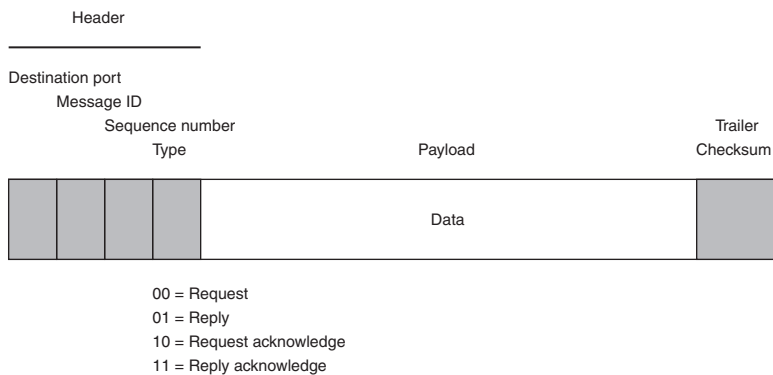 Header
Destination port
Message ID
Sequence number
Type
Payload
Trailer
Checksum
Data
00 = Request
01 = Reply
10 = Request acknowledge
11 = Reply acknowledge